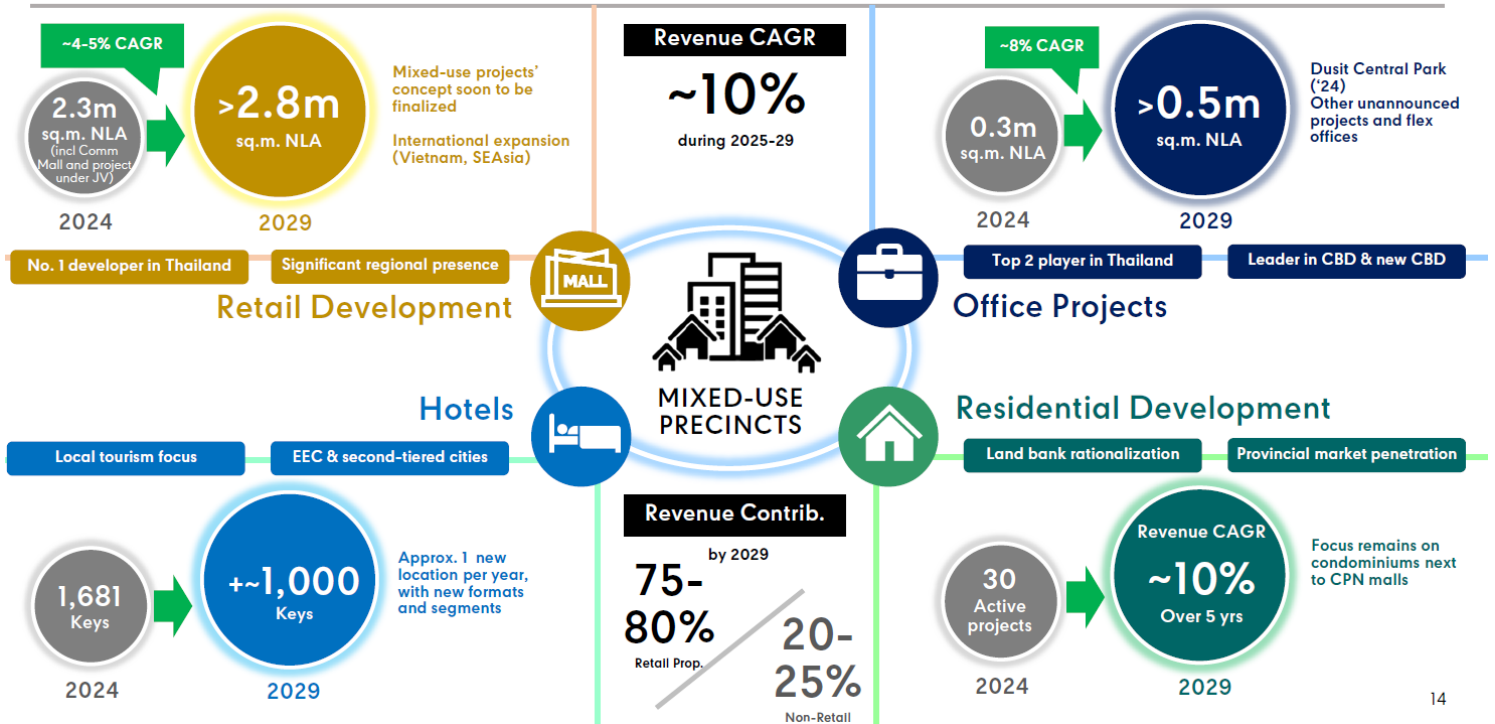 ~4-5% CAGR
2.3m
sq.m. NLA
(incl Comm
Mall and project
under JV)
2024
>2.8m
sq.m. NLA
2029
Mixed-use projects’
concept soon to be
finalized
International expansion
(Vietnam, SEAsia)
No. 1 developer in Thailand
Significant regional presence
MALL
Retail Development
Revenue CAGR
~10%
during 2025-29
~8% CAGR
0.3m
sq.m. NLA
2024
>0.5m
sq.m. NLA
2029
Dusit Central Park
(‘24)
Other unannounced
projects and flex
offices
Top 2 player in Thailand
Leader in CBD & new CBD
Office Projects
MIXED-USE
PRECINCTS
Hotels
Local tourism focus
EEC & second-tiered cities
1,681
Keys
2024
+~1,000
Keys
2029
Approx. 1 new
location per year,
with new formats
and segments
Revenue Contrib.
by 2029
75-
80%
Retail Prop.
20-
25%
Non-Retail
Residential Development
Land bank rationalization
Provincial market penetration
30
Active
projects
2024
Revenue CAGR
~10%
Over 5 yrs
2029
Focus remains on
condominiums next
to CPN malls
14